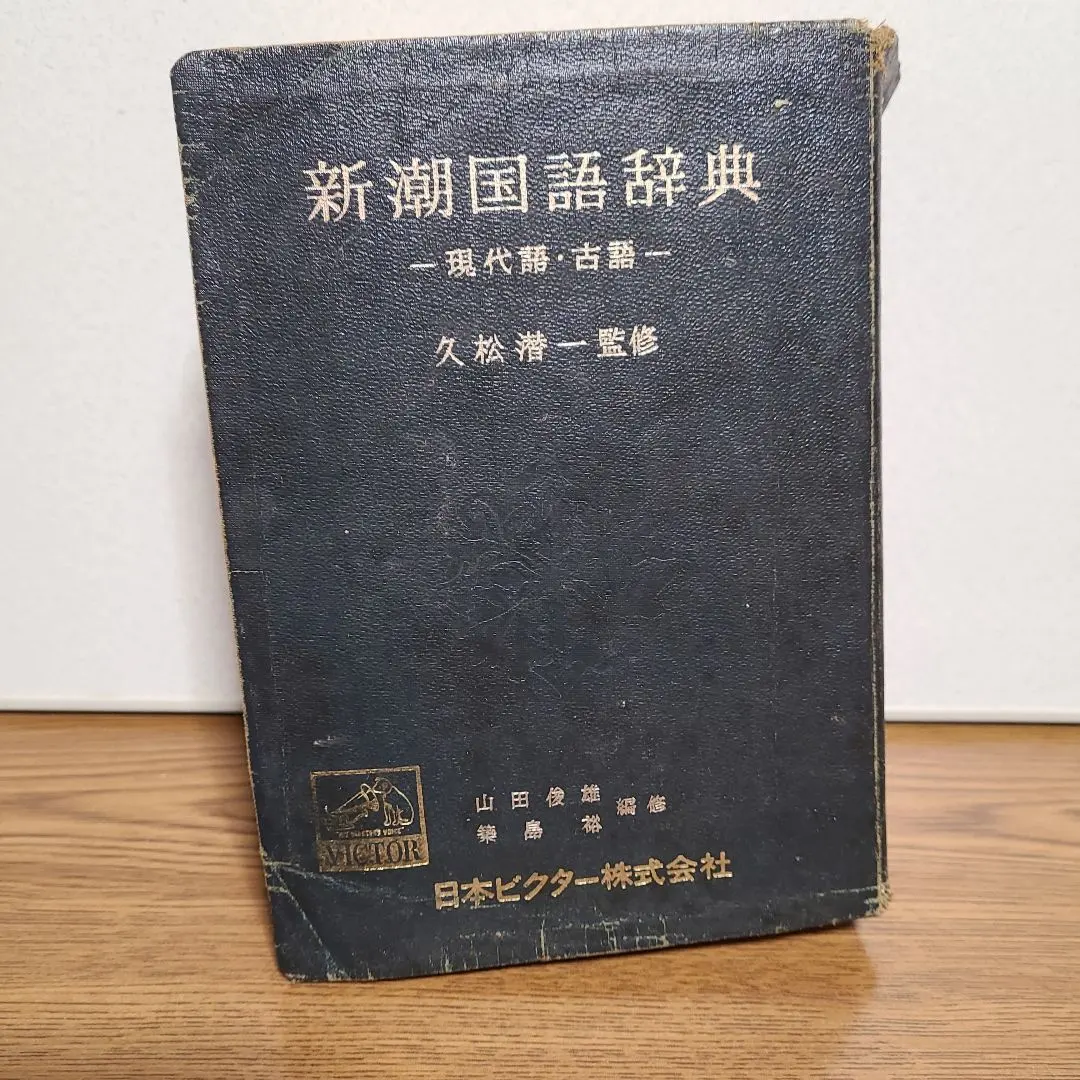 新潮国語辞典
―現代語・古語―
久松潜一監修
山田俊雄
築島 裕 編修
"HIS MASTER'S VOICE"
VICTOR
日本ビクター株式会社